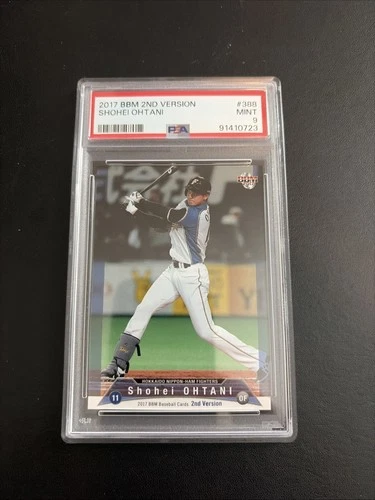 2017 BBM 2ND VERSION #388
SHOHEI OHTANI MINT
9
PSA 91410723
BBM
HOKKAIDO NIPPON-HAM FIGHTERS
Shohei OHTANI
11 2017 BBM Baseball Cards 2nd Version OF